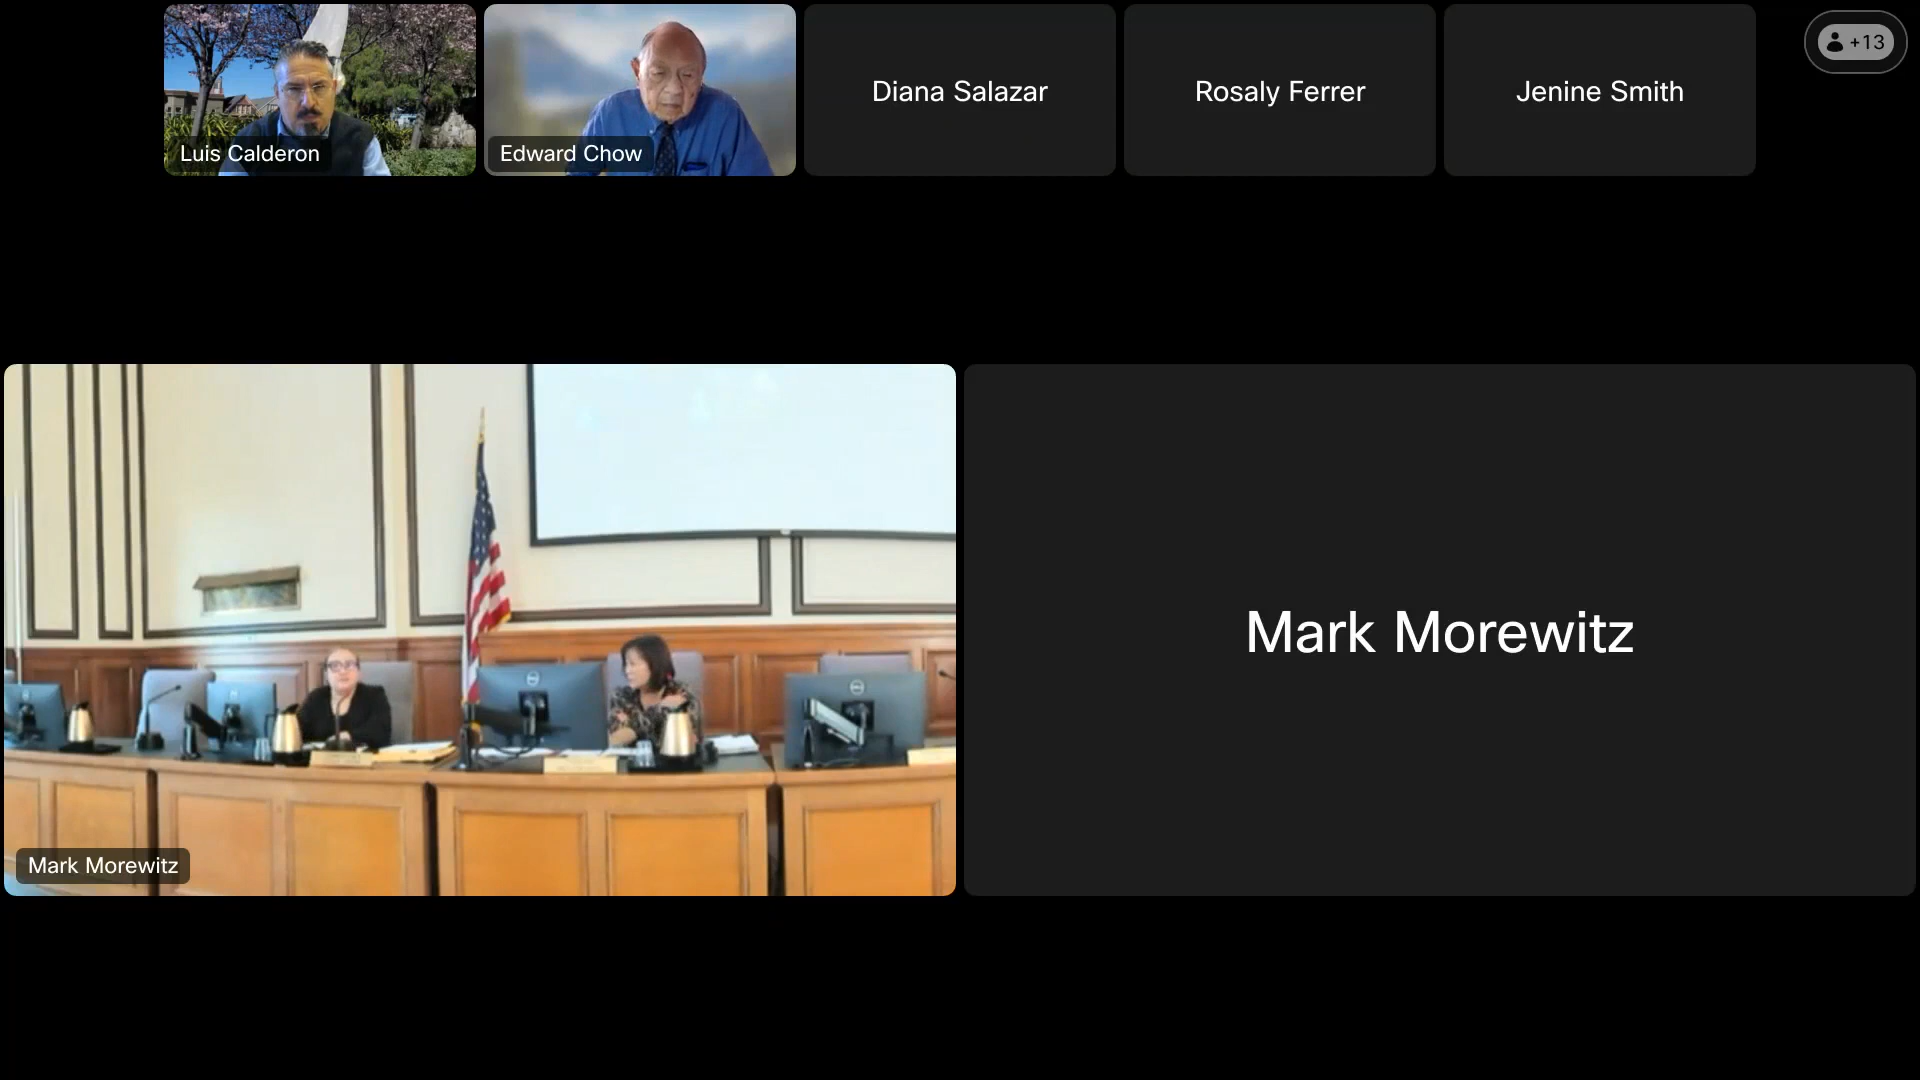 Luis Calderon
Edward Chow
Diana Salazar
Rosaly Ferrer
Jenine Smith
+13
Mark Morewitz
Mark Morewitz